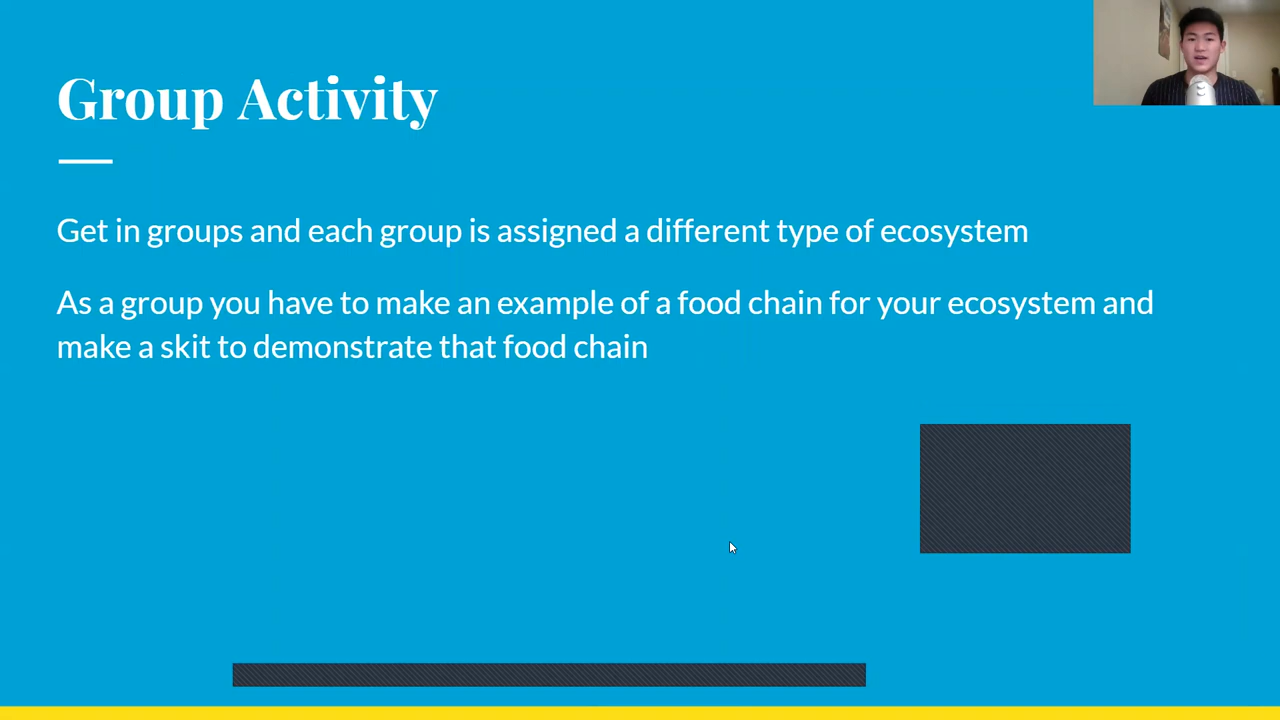 Group Activity
Get in groups and each group is assigned a different type of ecosystem
As a group you have to make an example of a food chain for your ecosystem and
make a skit to demonstrate that food chain